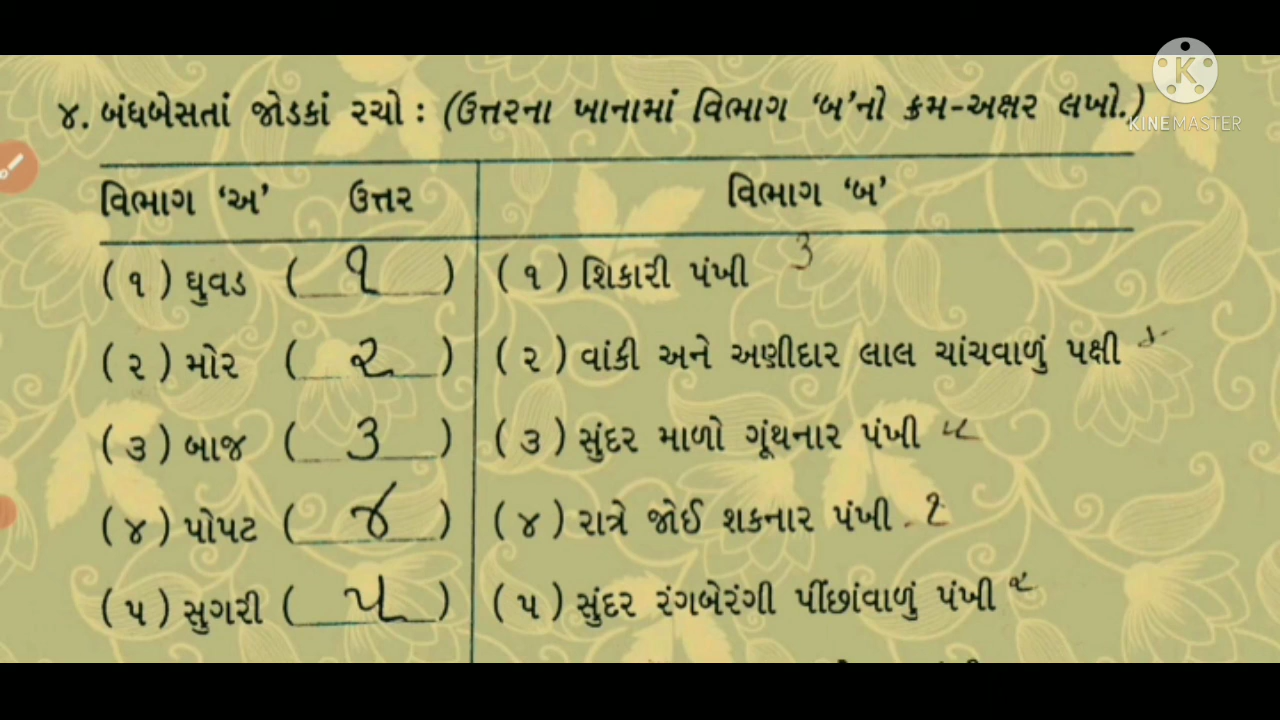 ૪. બંધબેસતાં જોડકાં રચો : (ઉત્તરના ખાનામાં વિભાગ ‘બ’નો ક્રમ-અક્ષર લખો.)
KINEMASTER
વિભાગ ‘અ’ ઉત્તર વિભાગ ‘બ’
(૧) ઘુવડ (૧) (૧) શિકારી પંખી ૩
(૨) મોર (૨) (૨) વાંકી અને અણીદાર લાલ ચાંચવાળું પક્ષી
(૩) બાજ (૩) (૩) સુંદર માળો ગૂંથનાર પંખી ૫
(૪) પોપટ (૪) (૪) રાત્રે જોઈ શકનાર પંખી ૧
(૫) સુગરી (૫) (૫) સુંદર રંગબેરંગી પીંછાંવાળું પંખી ૨